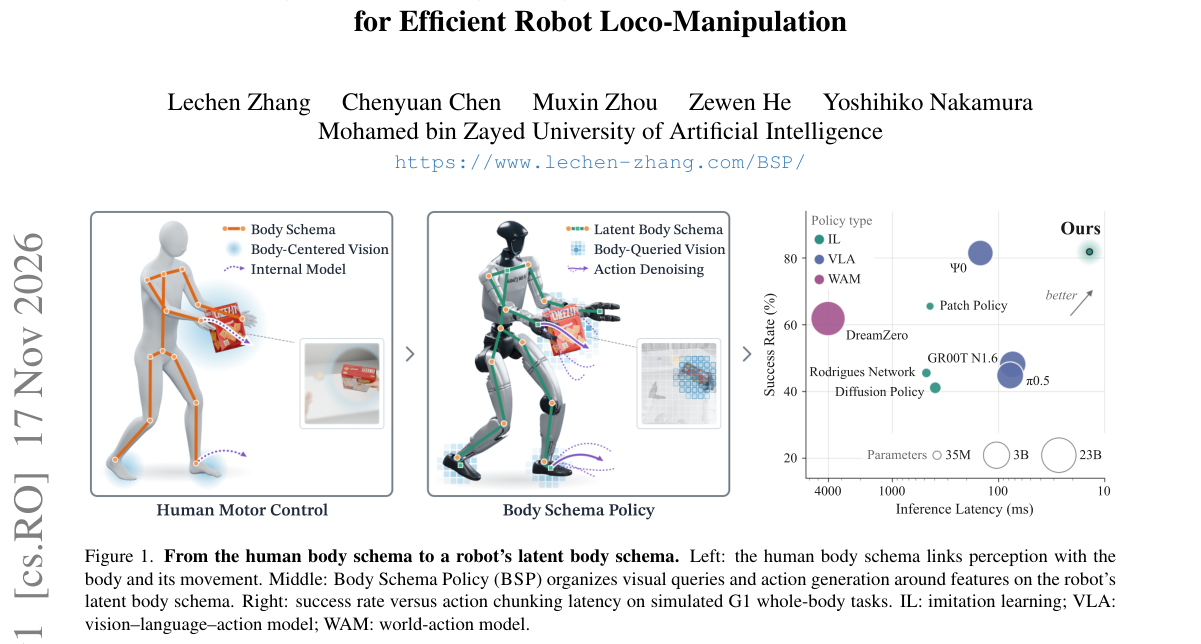 for Efficient Robot Loco-Manipulation
Lechen Zhang Chenyuan Chen Muxin Zhou Zewen He Yoshihiko Nakamura
Mohamed bin Zayed University of Artificial Intelligence
https://www.lechen-zhang.com/BSP/
[cs.RO] 17 Nov 2026
Body Schema
Body-Centered Vision
Internal Model
CHEEZ-IT
Human Motor Control
Latent Body Schema
Body-Queried Vision
Action Denoising
Body Schema Policy
Policy type
IL
VLA
WAM
Ours
better
Ψ0
Patch Policy
DreamZero
GR00T N1.6
Rodrigues Network
π0.5
Diffusion Policy
Parameters 35M 3B 23B
Success Rate (%)
80
60
40
20
4000 1000 100 10
Inference Latency (ms)
Figure 1. From the human body schema to a robot's latent body schema. Left: the human body schema links perception with the
body and its movement. Middle: Body Schema Policy (BSP) organizes visual queries and action generation around features on the robot's
latent body schema. Right: success rate versus action chunking latency on simulated G1 whole-body tasks. IL: imitation learning; VLA:
vision–language–action model; WAM: world-action model.